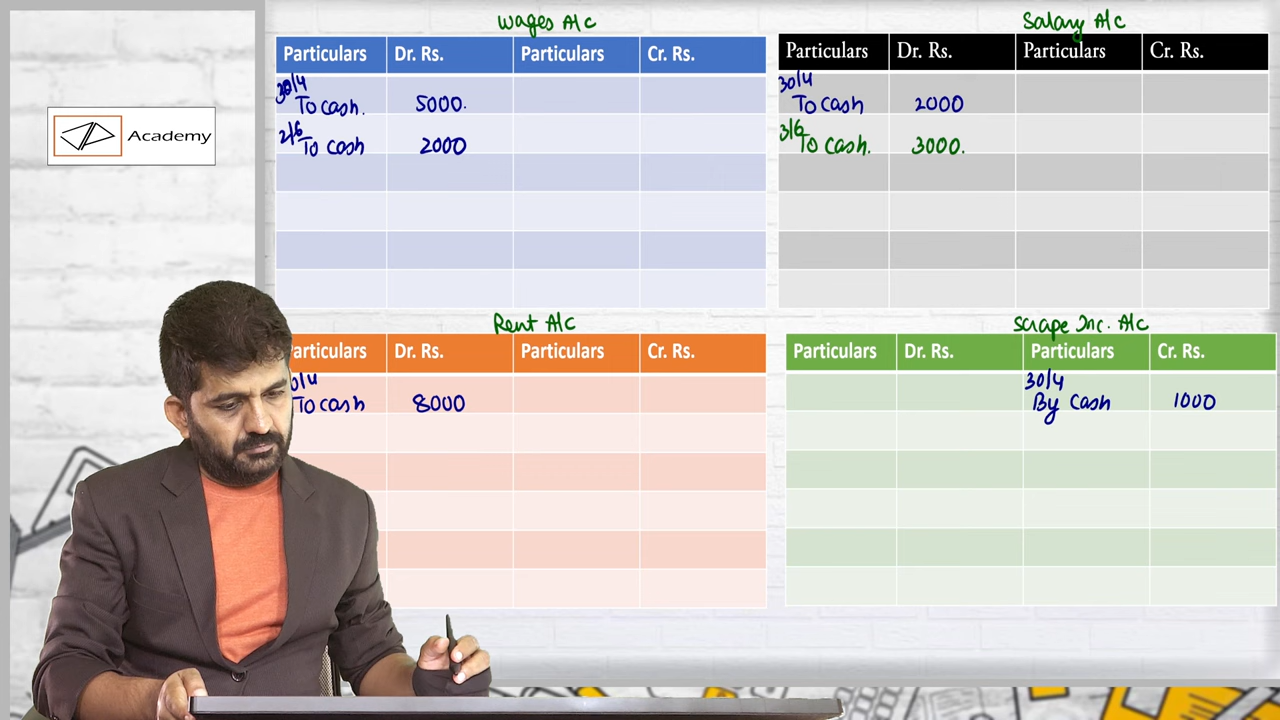 Wages A/c
Particulars Dr. Rs. Particulars Cr. Rs.
30/4
To cash. 5000.
2/6
To cash 2000
Salary A/c
Particulars Dr. Rs. Particulars Cr. Rs.
30/4
To cash 2000
3/6
To cash. 3000.
Academy
Rent A/c
articulars Dr. Rs. Particulars Cr. Rs.
0/4
To cash 8000
Scrape Inc. A/c
Particulars Dr. Rs. Particulars Cr. Rs.
30/4
By Cash 1000